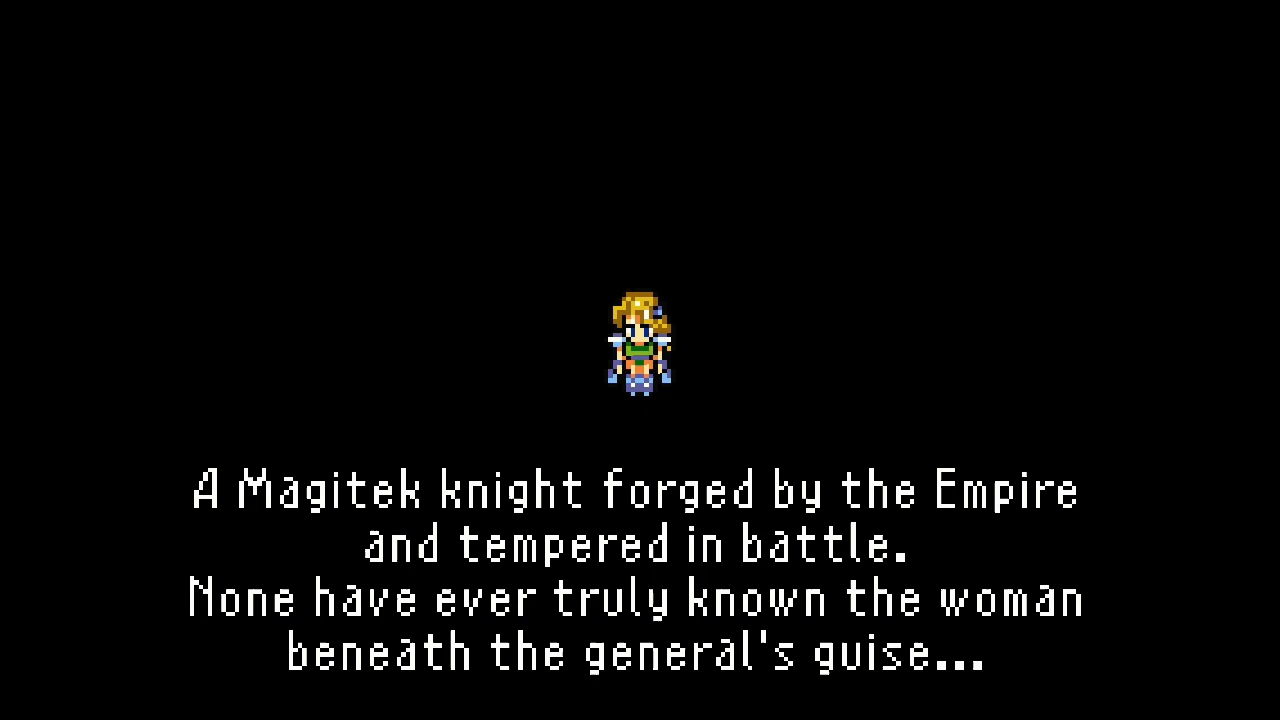 A Magitek knight forged by the Empire
and tempered in battle.
None have ever truly known the woman
beneath the general's guise...